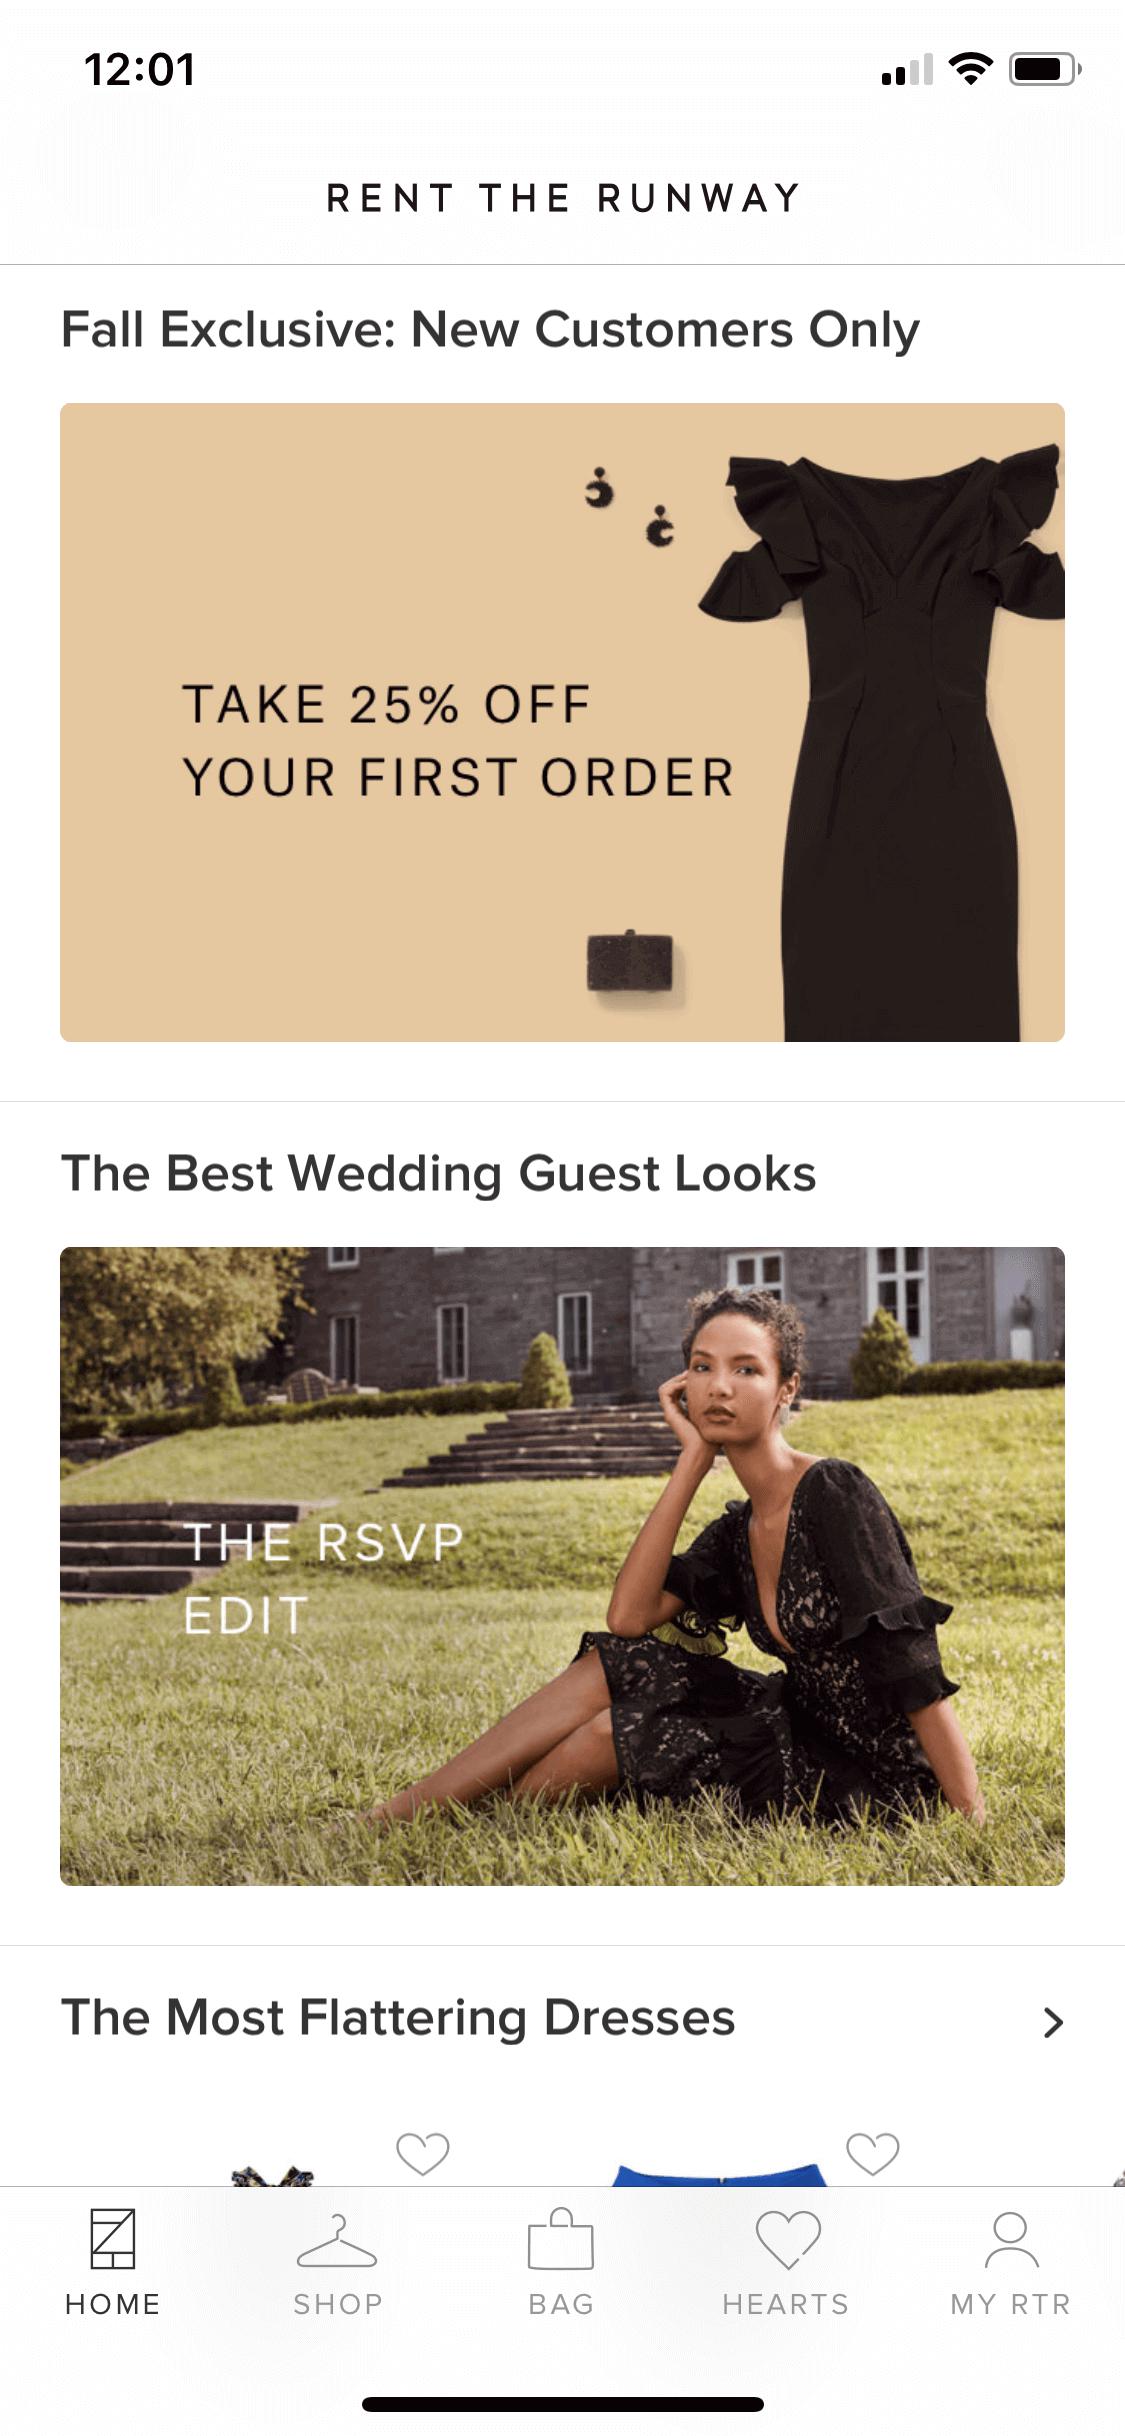 12:01
RENT THE RUNWAY
Fall Exclusive: New Customers Only
TAKE 25% OFF
YOUR FIRST ORDER
The Best Wedding Guest Looks
THE RSVP
EDIT
The Most Flattering Dresses
HOME SHOP BAG HEARTS MY RTR